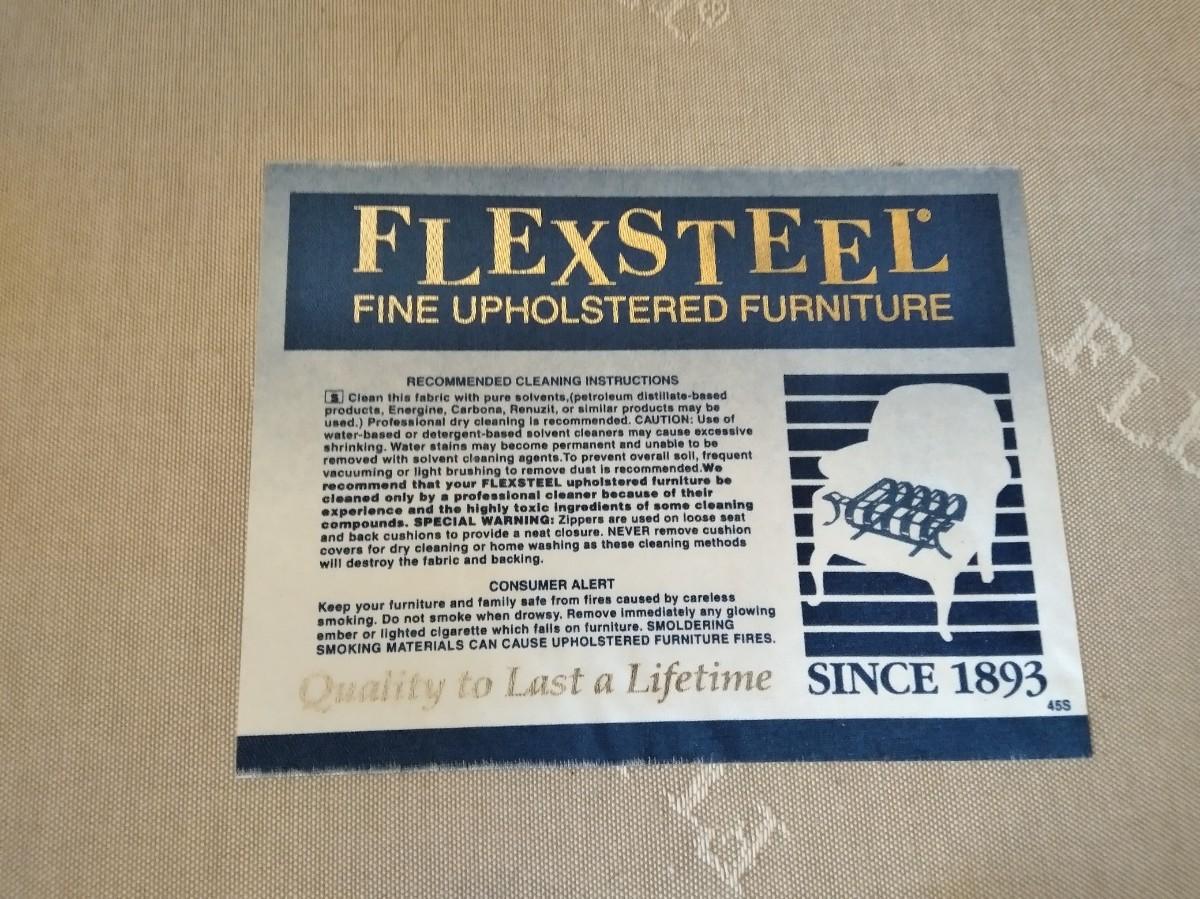 FLEXSTEEL®
FINE UPHOLSTERED FURNITURE
RECOMMENDED CLEANING INSTRUCTIONS
S Clean this fabric with pure solvents,(petroleum distillate-based
products, Energine, Carbona, Renuzit, or similar products may be
used.) Professional dry cleaning is recommended. CAUTION: Use of
water-based or detergent-based solvent cleaners may cause excessive
shrinking. Water stains may become permanent and unable to be
removed with solvent cleaning agents.To prevent overall soil, frequent
vacuuming or light brushing to remove dust is recommended.We
recommend that your FLEXSTEEL upholstered furniture be
cleaned only by a professional cleaner because of their
experience and the highly toxic ingredients of some cleaning
compounds. SPECIAL WARNING: Zippers are used on loose seat
and back cushions to provide a neat closure. NEVER remove cushion
covers for dry cleaning or home washing as these cleaning methods
will destroy the fabric and backing.
CONSUMER ALERT
Keep your furniture and family safe from fires caused by careless
smoking. Do not smoke when drowsy. Remove immediately any glowing
ember or lighted cigarette which falls on furniture. SMOLDERING
SMOKING MATERIALS CAN CAUSE UPHOLSTERED FURNITURE FIRES.
Quality to Last a Lifetime
SINCE 1893
45S